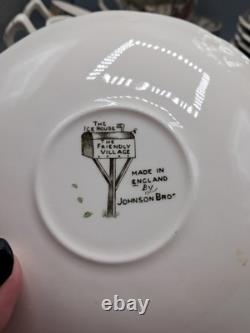 THE
ICE HOUSE
THE
FRIENDLY
VILLAGE
MADE IN
ENGLAND
By
JOHNSON BROS